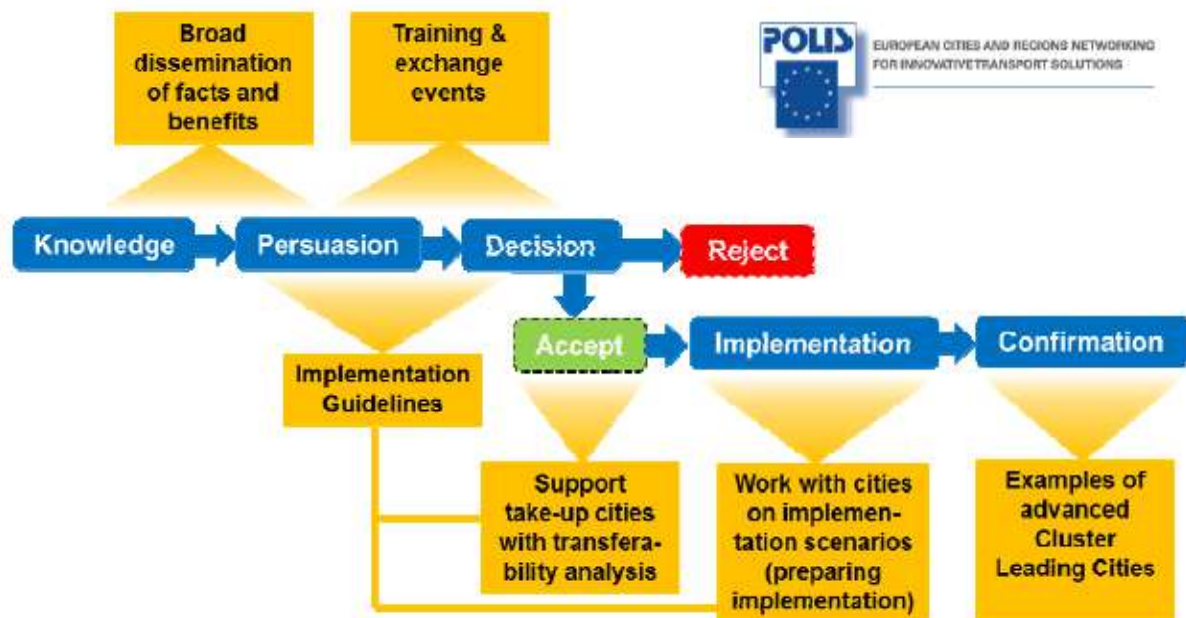 Broad
dissemination
of facts and
benefits
Training &
exchange
events
POLIS
EUROPEAN CITIES AND REGIONS NETWORKING
FOR INNOVATIVE TRANSPORT SOLUTIONS
Knowledge
Persuasion
Decision
Reject
Accept
Implementation
Confirmation
Implementation
Guidelines
Support
take-up cities
with transfera-
bility analysis
Work with cities
on implemen-
tation scenarios
(preparing
implementation)
Examples of
advanced
Cluster
Leading Cities